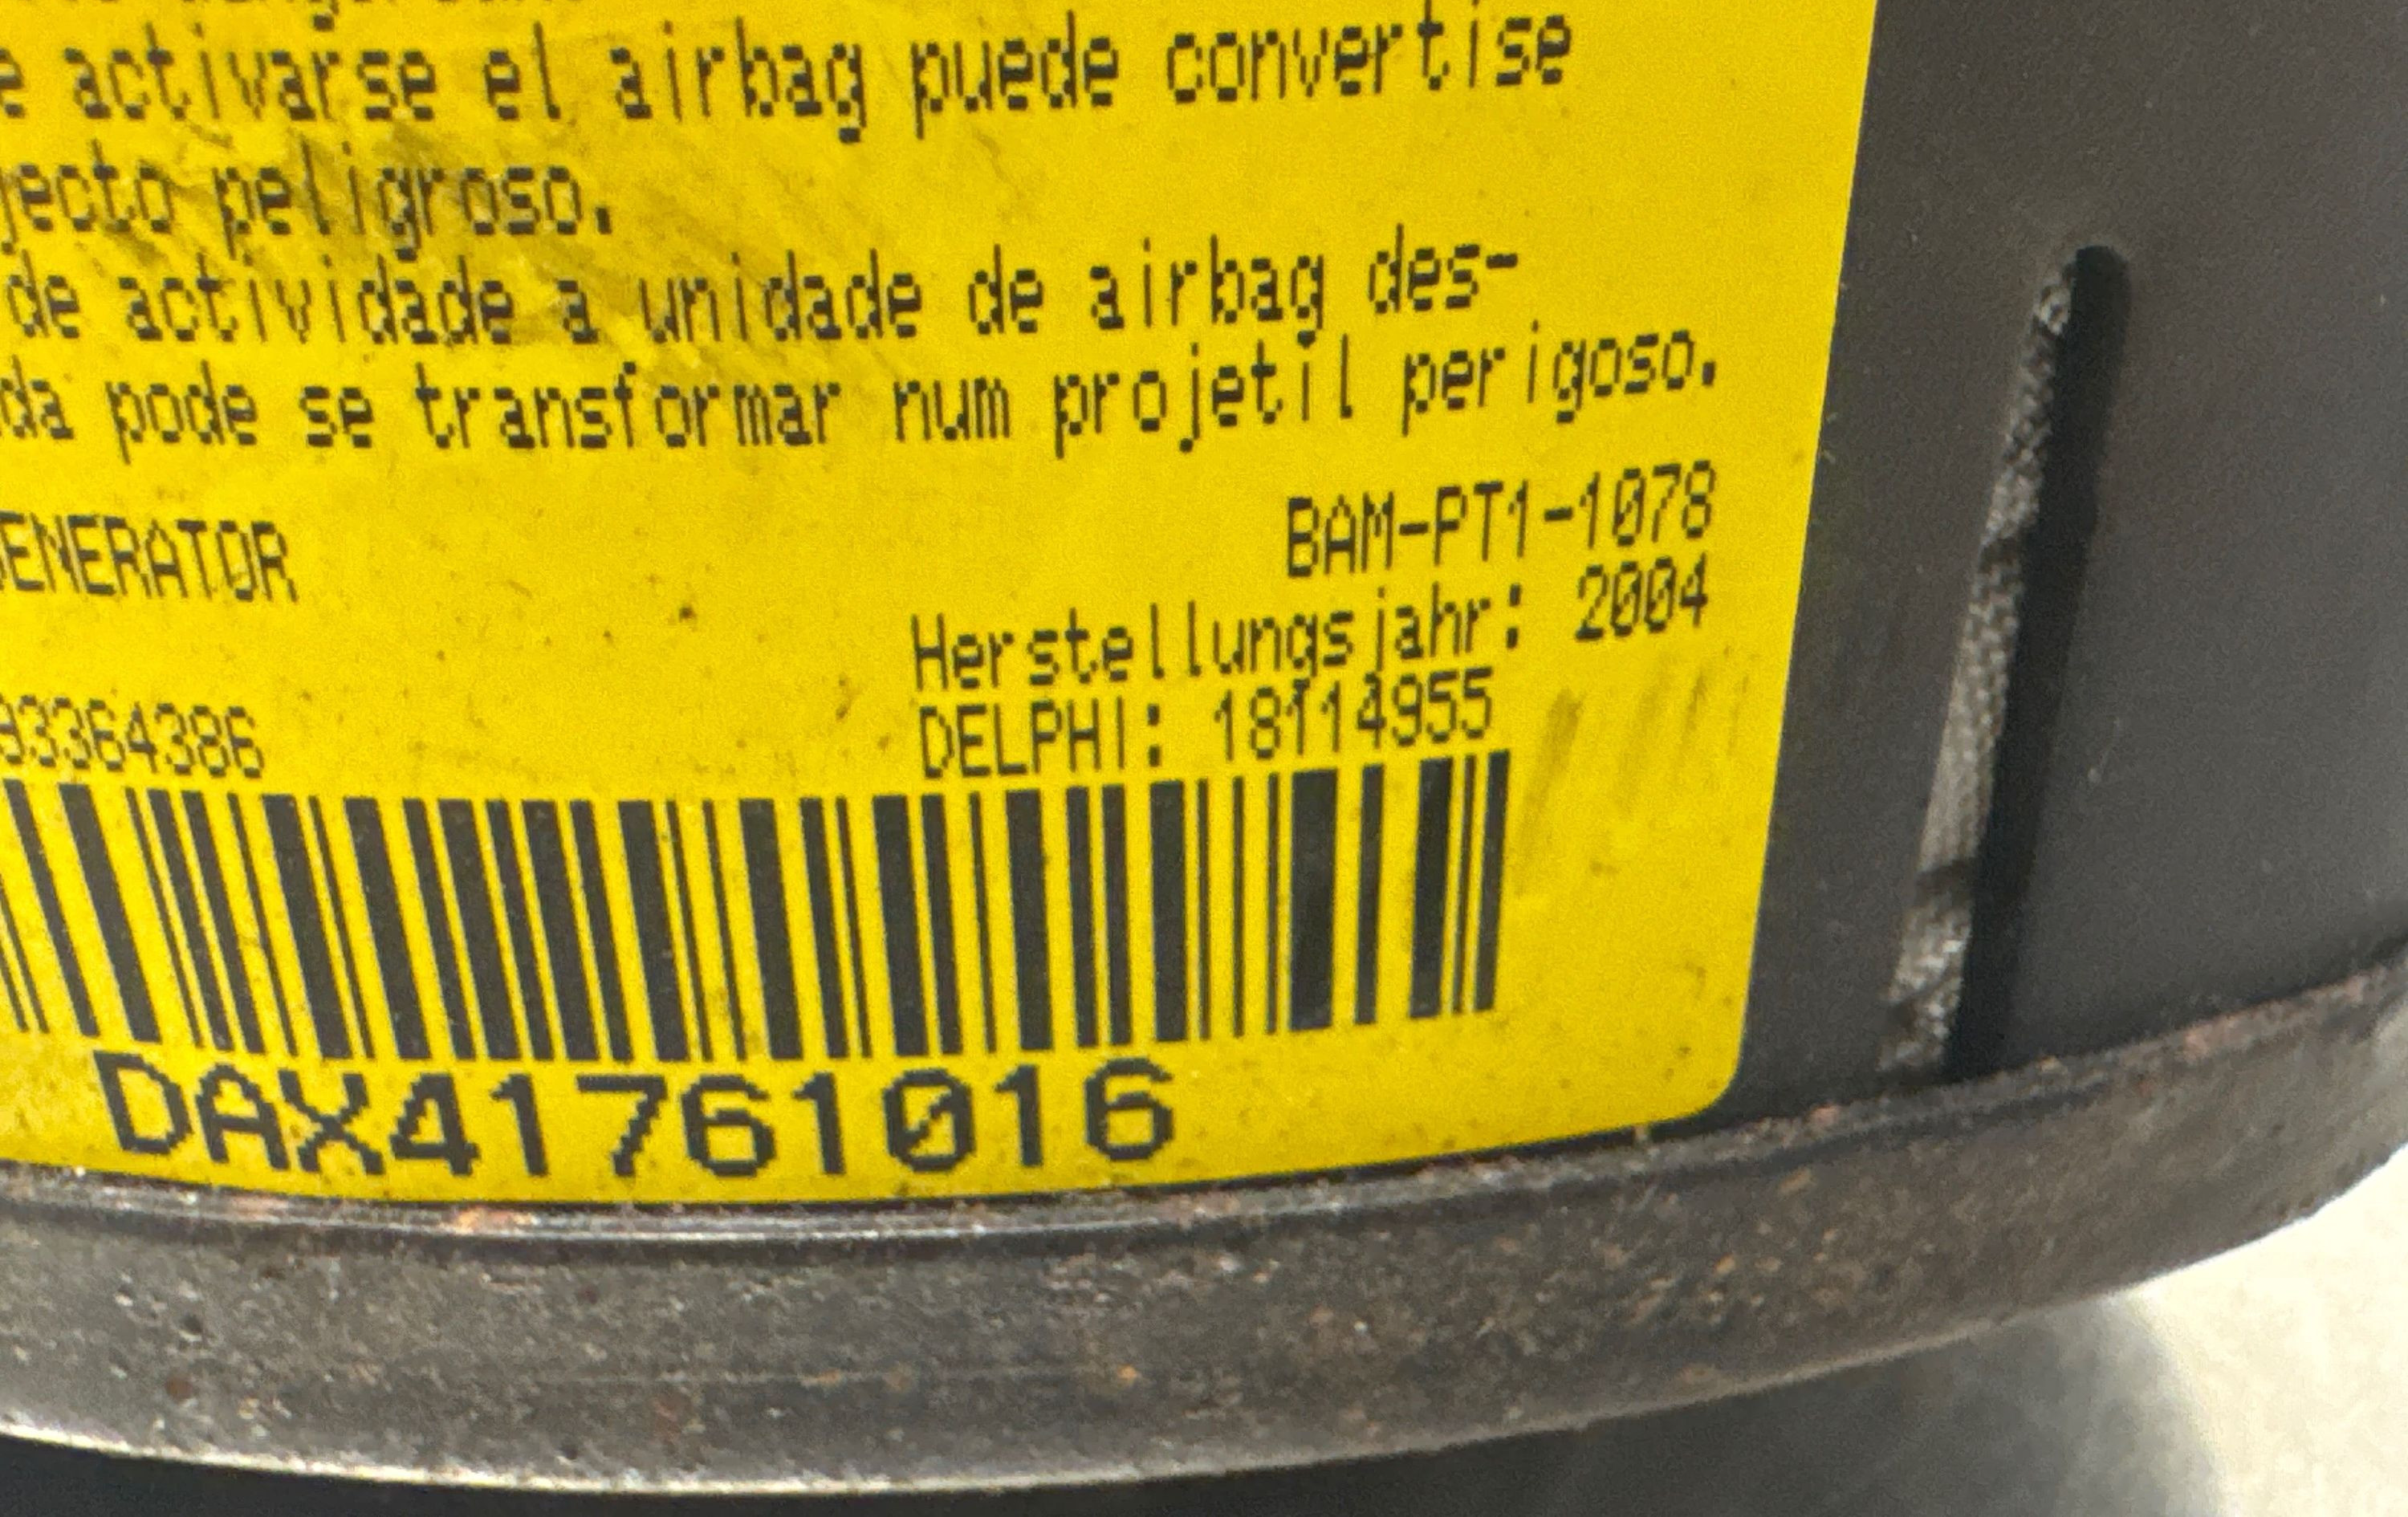 e activarse el airbag puede convertise
jecto peligroso.
de actividade a unidade de airbag des-
da pode se transformar num projetil perigoso.
ENERATOR
BAM-PT1-1078
Herstellungsjahr: 2004
93364386
DELPHI: 18114955
DAX41761016